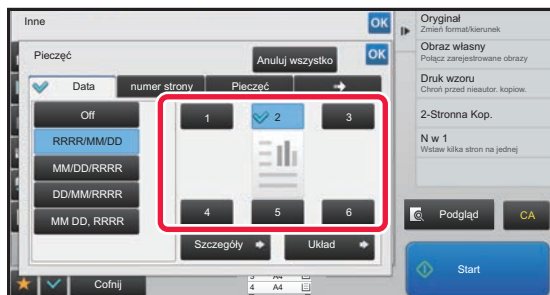 Inne
OK
Pieczęć
Anuluj wszystko
OK
Data
numer strony
Pieczęć
Off
RRRR/MM/DD
MM/DD/RRRR
DD/MM/RRRR
MM DD, RRRR
1
2
3
4
5
6
Szczegóły
Układ
Cofnij
A4
4 A4
Oryginał
Zmień format/kierunek
Obraz własny
Połącz zarejestrowane obrazy
Druk wzoru
Chroń przed nieautor. kopiow.
2-Stronna Kop.
N w 1
Wstaw kilka stron na jednej
Podgląd
CA
Start